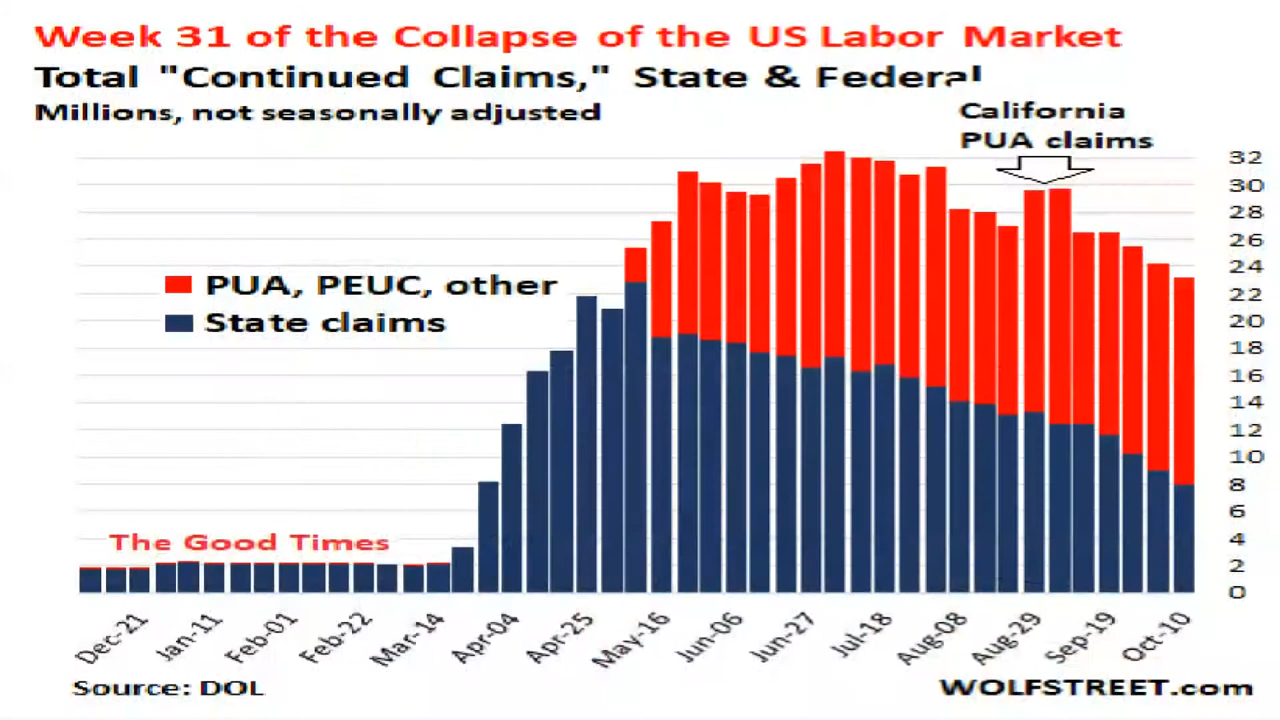 Week 31 of the Collapse of the US Labor Market
Total "Continued Claims," State & Federal
Millions, not seasonally adjusted
California
PUA claims
32
30
28
26
24
22
20
18
16
14
12
10
8
6
4
2
0
PUA, PEUC, other
State claims
The Good Times
Dec-21
Jan-11
Feb-01
Feb-22
Mar-14
Apr-04
Apr-25
May-16
Jun-06
Jun-27
Jul-18
Aug-08
Aug-29
Sep-19
Oct-10
Source: DOL
WOLFSTREET.com